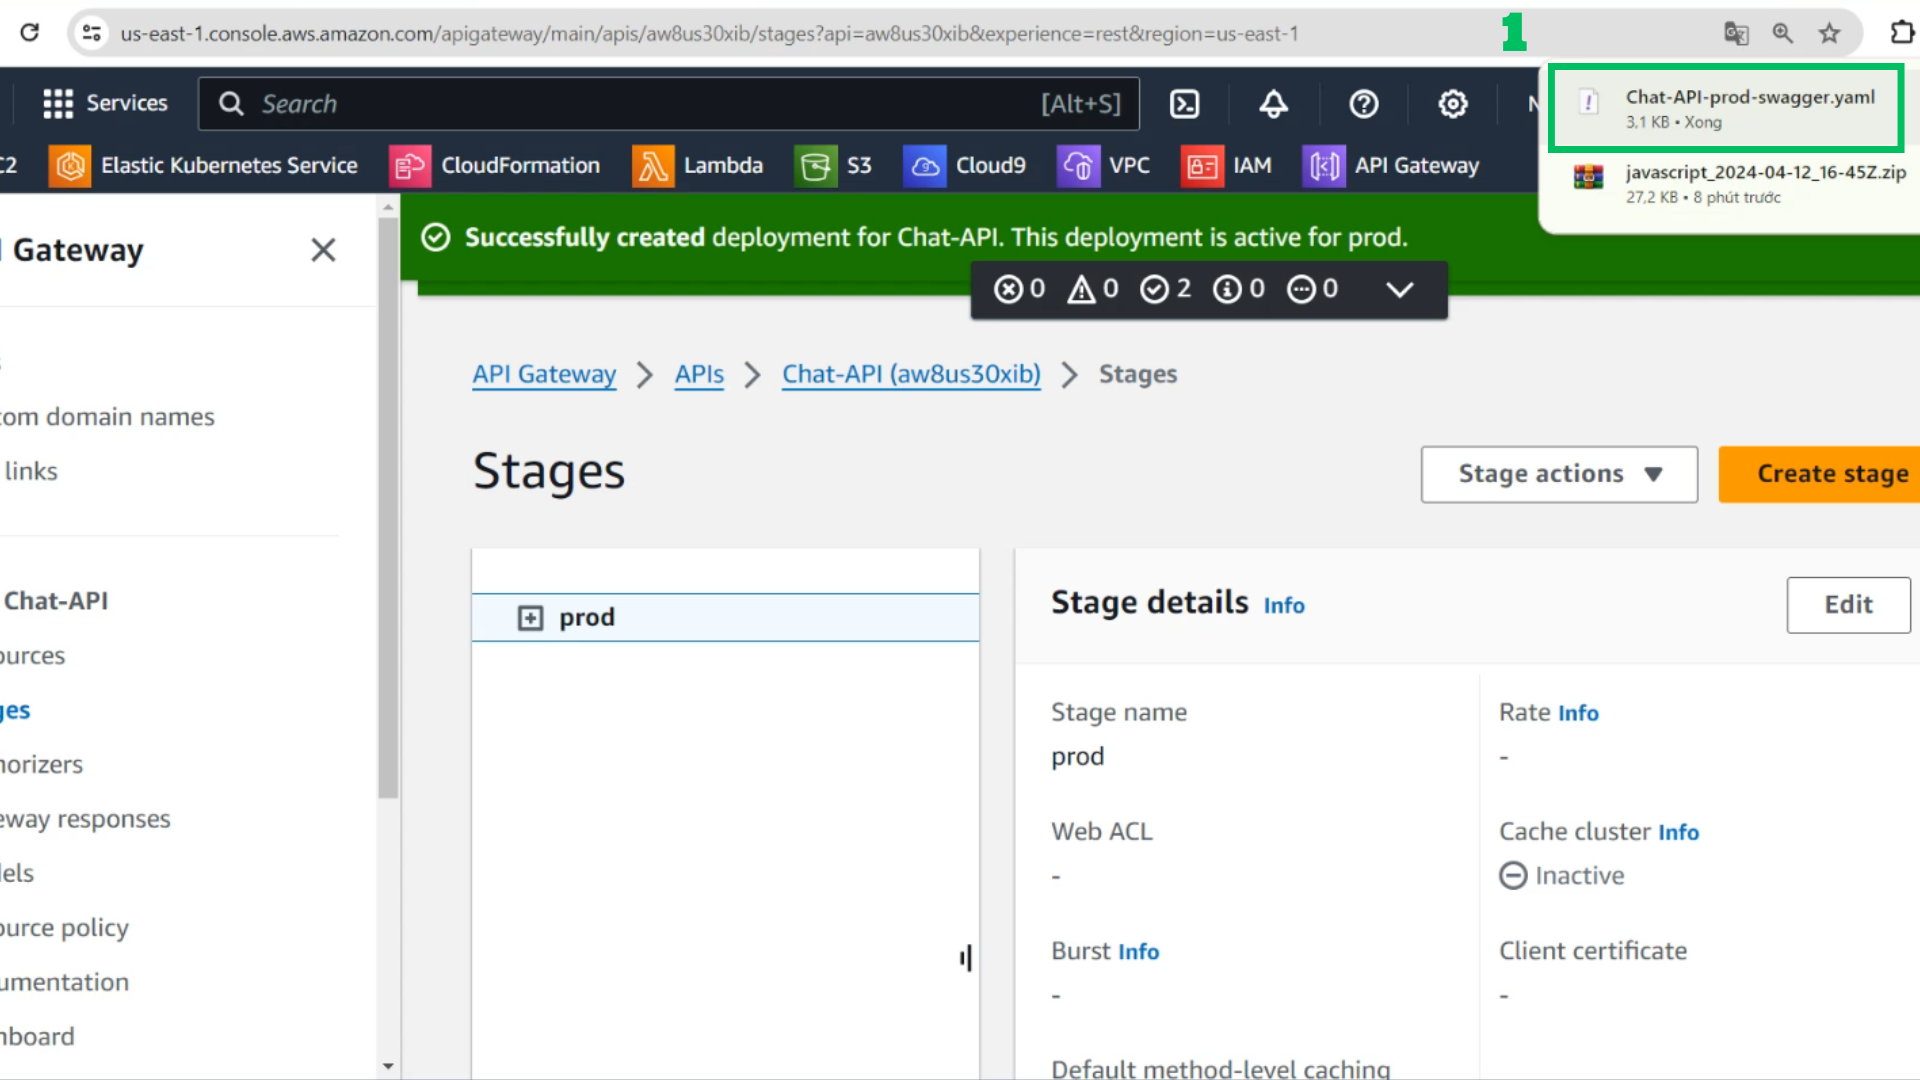 us-east-1.console.aws.amazon.com/apigateway/main/apis/aw8us30xib/stages?api=aw8us30xib&experience=rest&region=us-east-1
1
Services
Search
[Alt+S]
Chat-API-prod-swagger.yaml
3,1 KB • Xong
javascript_2024-04-12_16-45Z.zip
27,2 KB • 8 phút trước
C2
Elastic Kubernetes Service
CloudFormation
Lambda
S3
Cloud9
VPC
IAM
API Gateway
Gateway
Successfully created deployment for Chat-API. This deployment is active for prod.
0 0 2 0 0
API Gateway > APIs > Chat-API (aw8us30xib) > Stages
Stages
Stage actions
Create stage
om domain names
links
Chat-API
ources
ges
horizers
eway responses
dels
ource policy
umentation
hboard
prod
Stage details Info
Edit
Stage name
prod
Rate Info
-
Web ACL
-
Cache cluster Info
Inactive
Burst Info
-
Client certificate
-
Default method-level caching